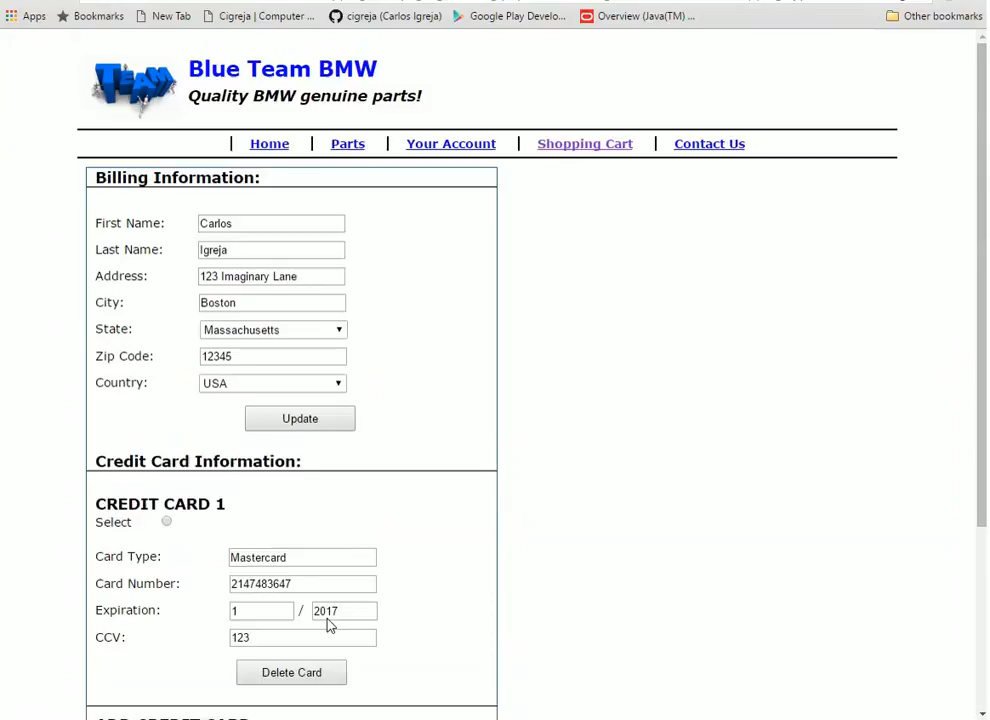 Apps Bookmarks New Tab Cigreja | Computer ... cigreja (Carlos Igreja) Google Play Develo... Overview (Java(TM) ... Other bookmarks
TEAM
Blue Team BMW
Quality BMW genuine parts!
Home Parts Your Account Shopping Cart Contact Us
Billing Information:
First Name: Carlos
Last Name: Igreja
Address: 123 Imaginary Lane
City: Boston
State: Massachusetts
Zip Code: 12345
Country: USA
Update
Credit Card Information:
CREDIT CARD 1
Select
Card Type: Mastercard
Card Number: 2147483647
Expiration: 1 / 2017
CCV: 123
Delete Card
ADD CREDIT CARD